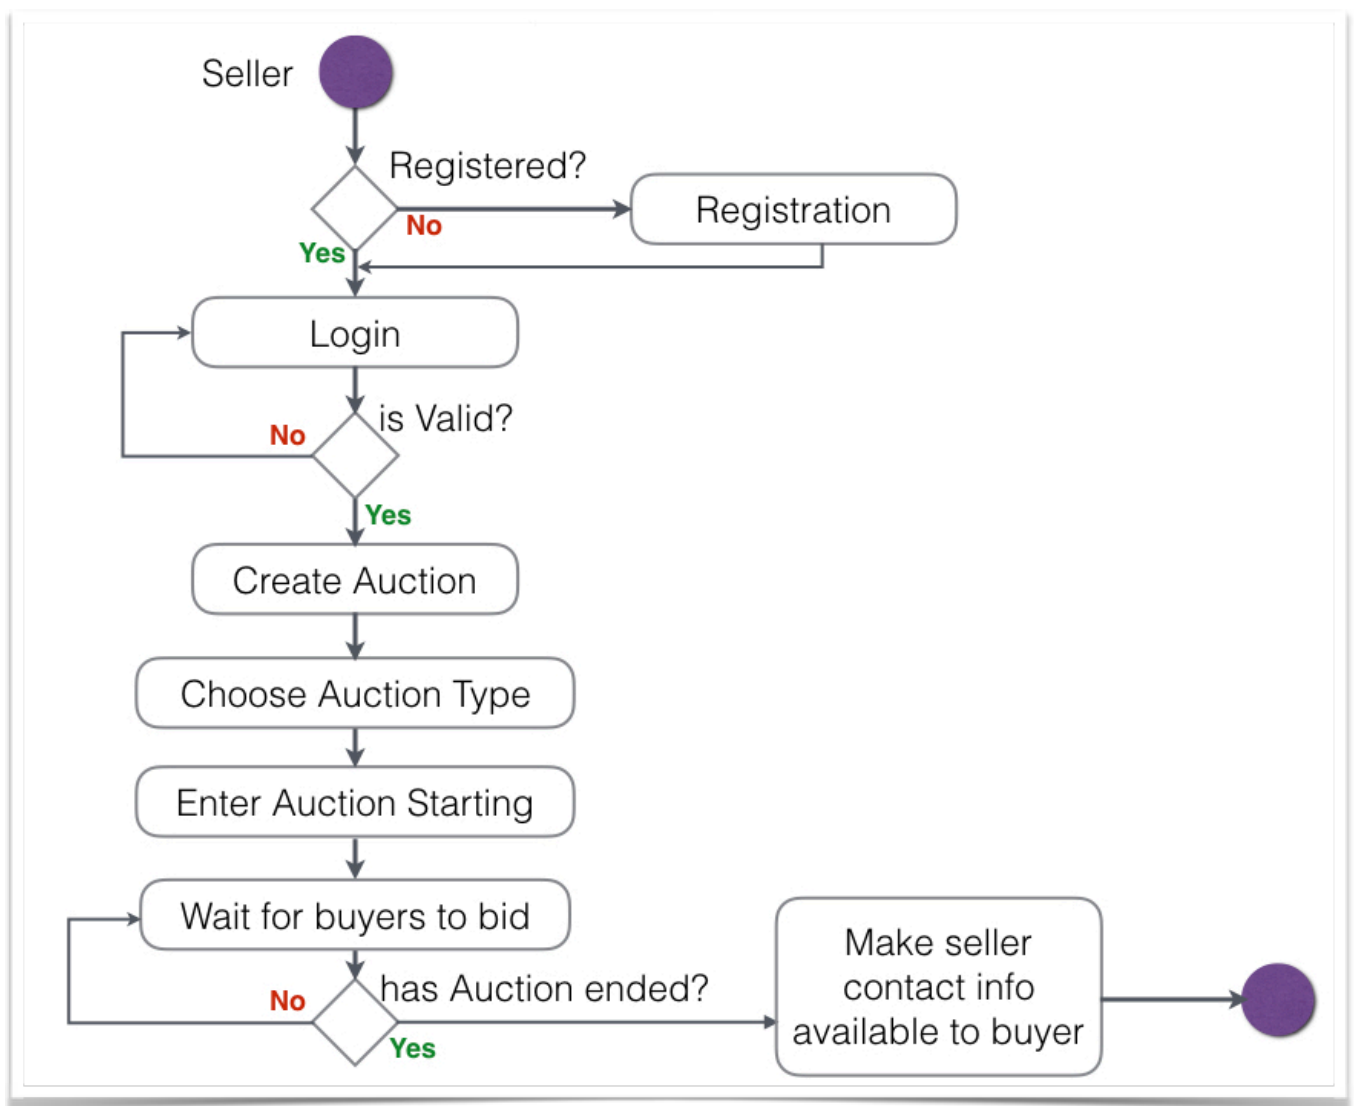 Seller
Registered?
No
Registration
Yes
Login
is Valid?
No
Yes
Create Auction
Choose Auction Type
Enter Auction Starting
Wait for buyers to bid
has Auction ended?
No
Yes
Make seller
contact info
available to buyer